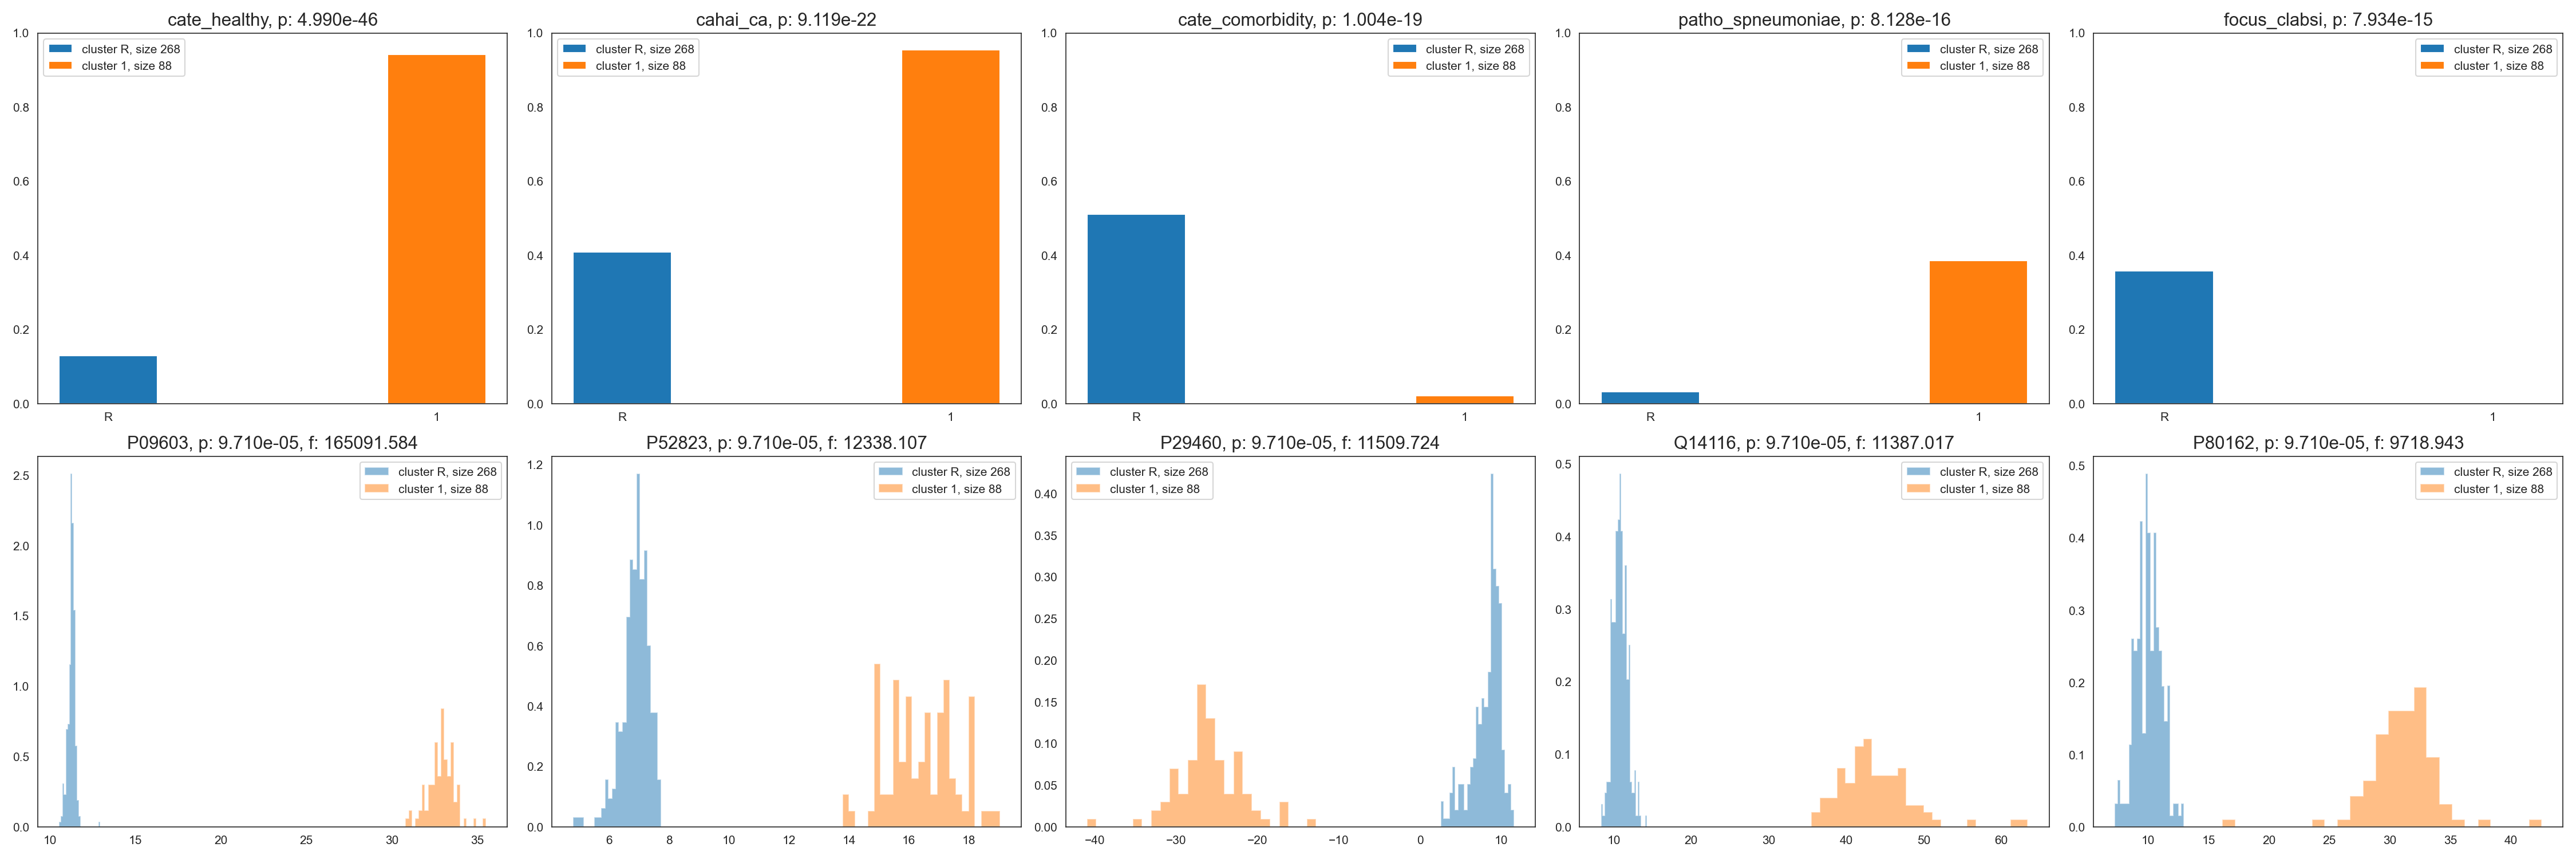 cate_healthy, p: 4.990e-46
1.0
0.8
0.6
0.4
0.2
0.0
cluster R, size 268
cluster 1, size 88
R 1
cahai_ca, p: 9.119e-22
1.0
0.8
0.6
0.4
0.2
0.0
cluster R, size 268
cluster 1, size 88
R 1
cate_comorbidity, p: 1.004e-19
1.0
0.8
0.6
0.4
0.2
0.0
cluster R, size 268
cluster 1, size 88
R 1
patho_spneumoniae, p: 8.128e-16
1.0
0.8
0.6
0.4
0.2
0.0
cluster R, size 268
cluster 1, size 88
R 1
focus_clabsi, p: 7.934e-15
1.0
0.8
0.6
0.4
0.2
0.0
cluster R, size 268
cluster 1, size 88
R 1
P09603, p: 9.710e-05, f: 165091.584
2.5
2.0
1.5
1.0
0.5
0.0
cluster R, size 268
cluster 1, size 88
10 15 20 25 30 35
P52823, p: 9.710e-05, f: 12338.107
1.2
1.0
0.8
0.6
0.4
0.2
0.0
cluster R, size 268
cluster 1, size 88
6 8 10 12 14 16 18
P29460, p: 9.710e-05, f: 11509.724
0.40
0.35
0.30
0.25
0.20
0.15
0.10
0.05
0.00
cluster R, size 268
cluster 1, size 88
−40 −30 −20 −10 0 10
Q14116, p: 9.710e-05, f: 11387.017
0.5
0.4
0.3
0.2
0.1
0.0
cluster R, size 268
cluster 1, size 88
10 20 30 40 50 60
P80162, p: 9.710e-05, f: 9718.943
0.5
0.4
0.3
0.2
0.1
0.0
cluster R, size 268
cluster 1, size 88
10 15 20 25 30 35 40